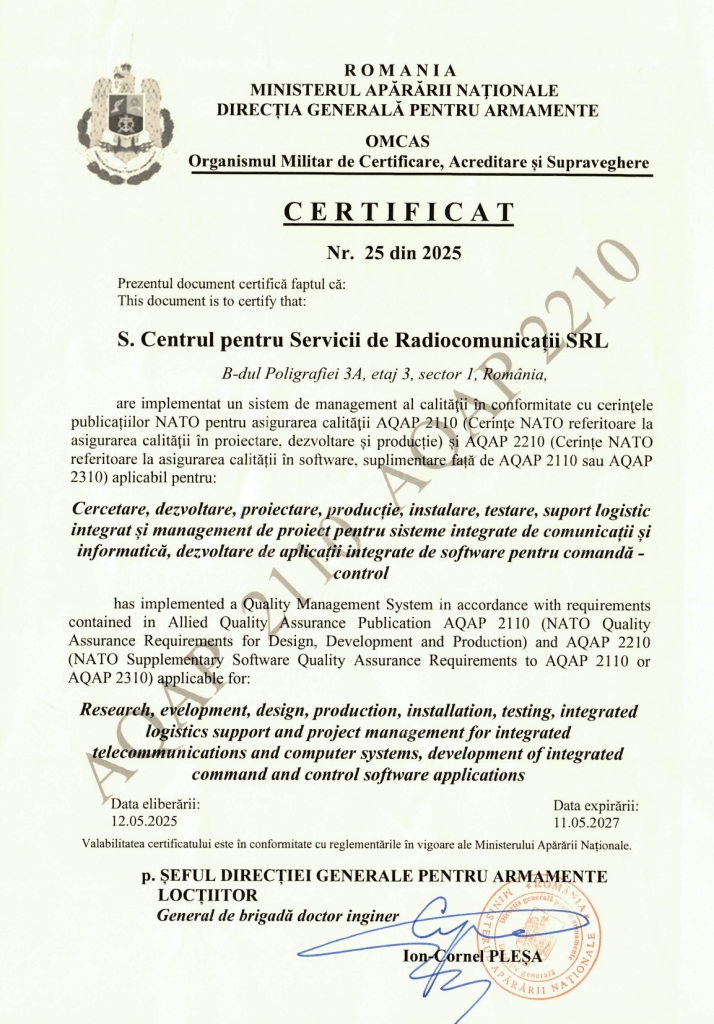 R O M A N I A
MINISTERUL APĂRĂRII NAȚIONALE
DIRECȚIA GENERALĂ PENTRU ARMAMENTE
OMCAS
Organismul Militar de Certificare, Acreditare și Supraveghere
C E R T I F I C A T
Nr. 25 din 2025
Prezentul document certifică faptul că:
This document is to certify that:
S. Centrul pentru Servicii de Radiocomunicații SRL
B-dul Poligrafiei 3A, etaj 3, sector 1, România,
are implementat un sistem de management al calității în conformitate cu cerințele
publicațiilor NATO pentru asigurarea calității AQAP 2110 (Cerințe NATO referitoare la
asigurarea calității în proiectare, dezvoltare și producție) și AQAP 2210 (Cerințe NATO
referitoare la asigurarea calității în software, suplimentare față de AQAP 2110 sau AQAP
2310) aplicabil pentru:
Cercetare, dezvoltare, proiectare, producție, instalare, testare, suport logistic
integrat și management de proiect pentru sisteme integrate de comunicații și
informatică, dezvoltare de aplicații integrate de software pentru comandă -
control
has implemented a Quality Management System in accordance with requirements
contained in Allied Quality Assurance Publication AQAP 2110 (NATO Quality
Assurance Requirements for Design, Development and Production) and AQAP 2210
(NATO Supplementary Software Quality Assurance Requirements to AQAP 2110 or
AQAP 2310) applicable for:
Research, evelopment, design, production, installation, testing, integrated
logistics support and project management for integrated
telecommunications and computer systems, development of integrated
command and control software applications
AQAP 2110 AQAP 2210
Data eliberării:
12.05.2025
Data expirării:
11.05.2027
Valabilitatea certificatului este în conformitate cu reglementările în vigoare ale Ministerului Apărării Naționale.
p. ȘEFUL DIRECȚIEI GENERALE PENTRU ARMAMENTE
LOCȚIITOR
General de brigadă doctor inginer
Ion-Cornel PLEȘA
★ ROMÂNIA ★
MINISTERUL APĂRĂRII NAȚIONALE
Direcția generală
armamente